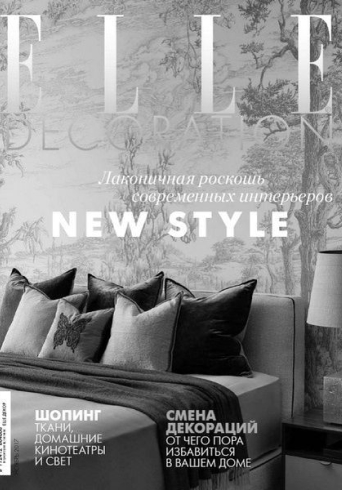 ELLE
DECORATION
Лаконичная роскошь
современных интерьеров
NEW STYLE
ШОПИНГ
ТКАНИ,
ДОМАШНИЕ
КИНОТЕАТРЫ
И СВЕТ
СМЕНА
ДЕКОРАЦИЙ
ОТ ЧЕГО ПОРА
ИЗБАВИТЬСЯ
В ВАШЕМ ДОМЕ